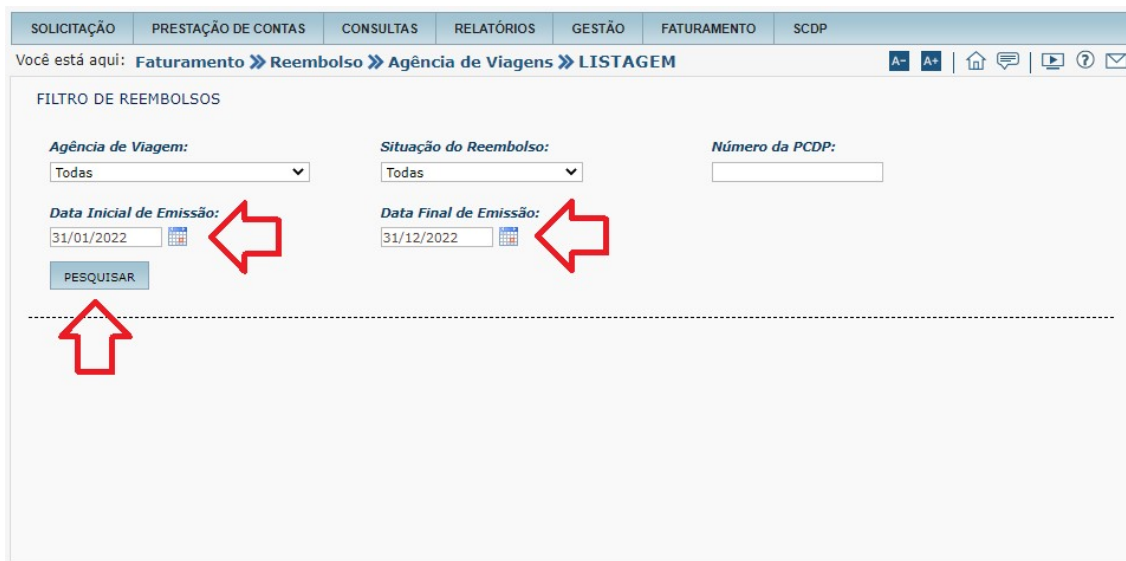 SOLICITAÇÃO PRESTAÇÃO DE CONTAS CONSULTAS RELATÓRIOS GESTÃO FATURAMENTO SCDP
Você está aqui: Faturamento » Reembolso » Agência de Viagens » LISTAGEM A- A+
FILTRO DE REEMBOLSOS
Agência de Viagem: Situação do Reembolso: Número da PCDP:
Todas Todas
Data Inicial de Emissão: Data Final de Emissão:
31/01/2022 31/12/2022
PESQUISAR